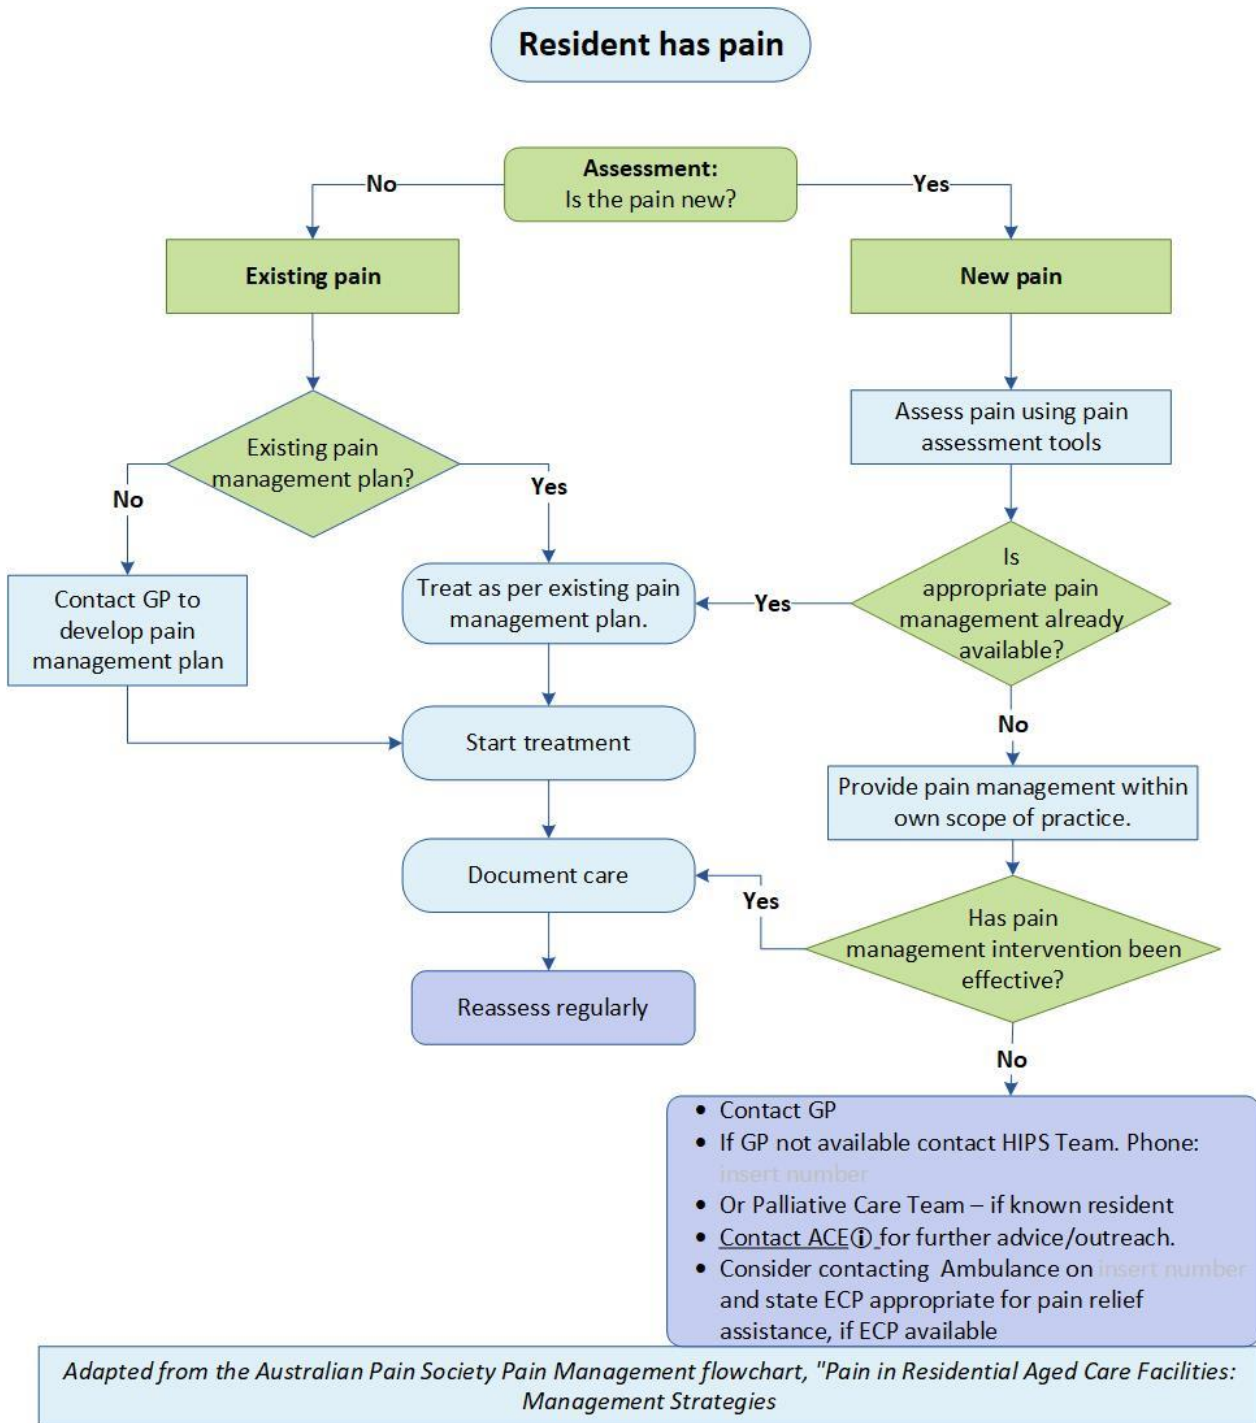 Resident has pain
Assessment:
Is the pain new?
No
Yes
Existing pain
New pain
Existing pain
management plan?
Assess pain using pain
assessment tools
No
Yes
Is
appropriate pain
management already
available?
Contact GP to
develop pain
management plan
Treat as per existing pain
management plan.
Yes
No
Start treatment
Provide pain management within
own scope of practice.
Document care
Yes
Has pain
management intervention been
effective?
Reassess regularly
No
• Contact GP
• If GP not available contact HIPS Team. Phone:
insert number
• Or Palliative Care Team – if known resident
• Contact ACEⓘ for further advice/outreach.
• Consider contacting Ambulance on insert number
and state ECP appropriate for pain relief
assistance, if ECP available
Adapted from the Australian Pain Society Pain Management flowchart, "Pain in Residential Aged Care Facilities:
Management Strategies